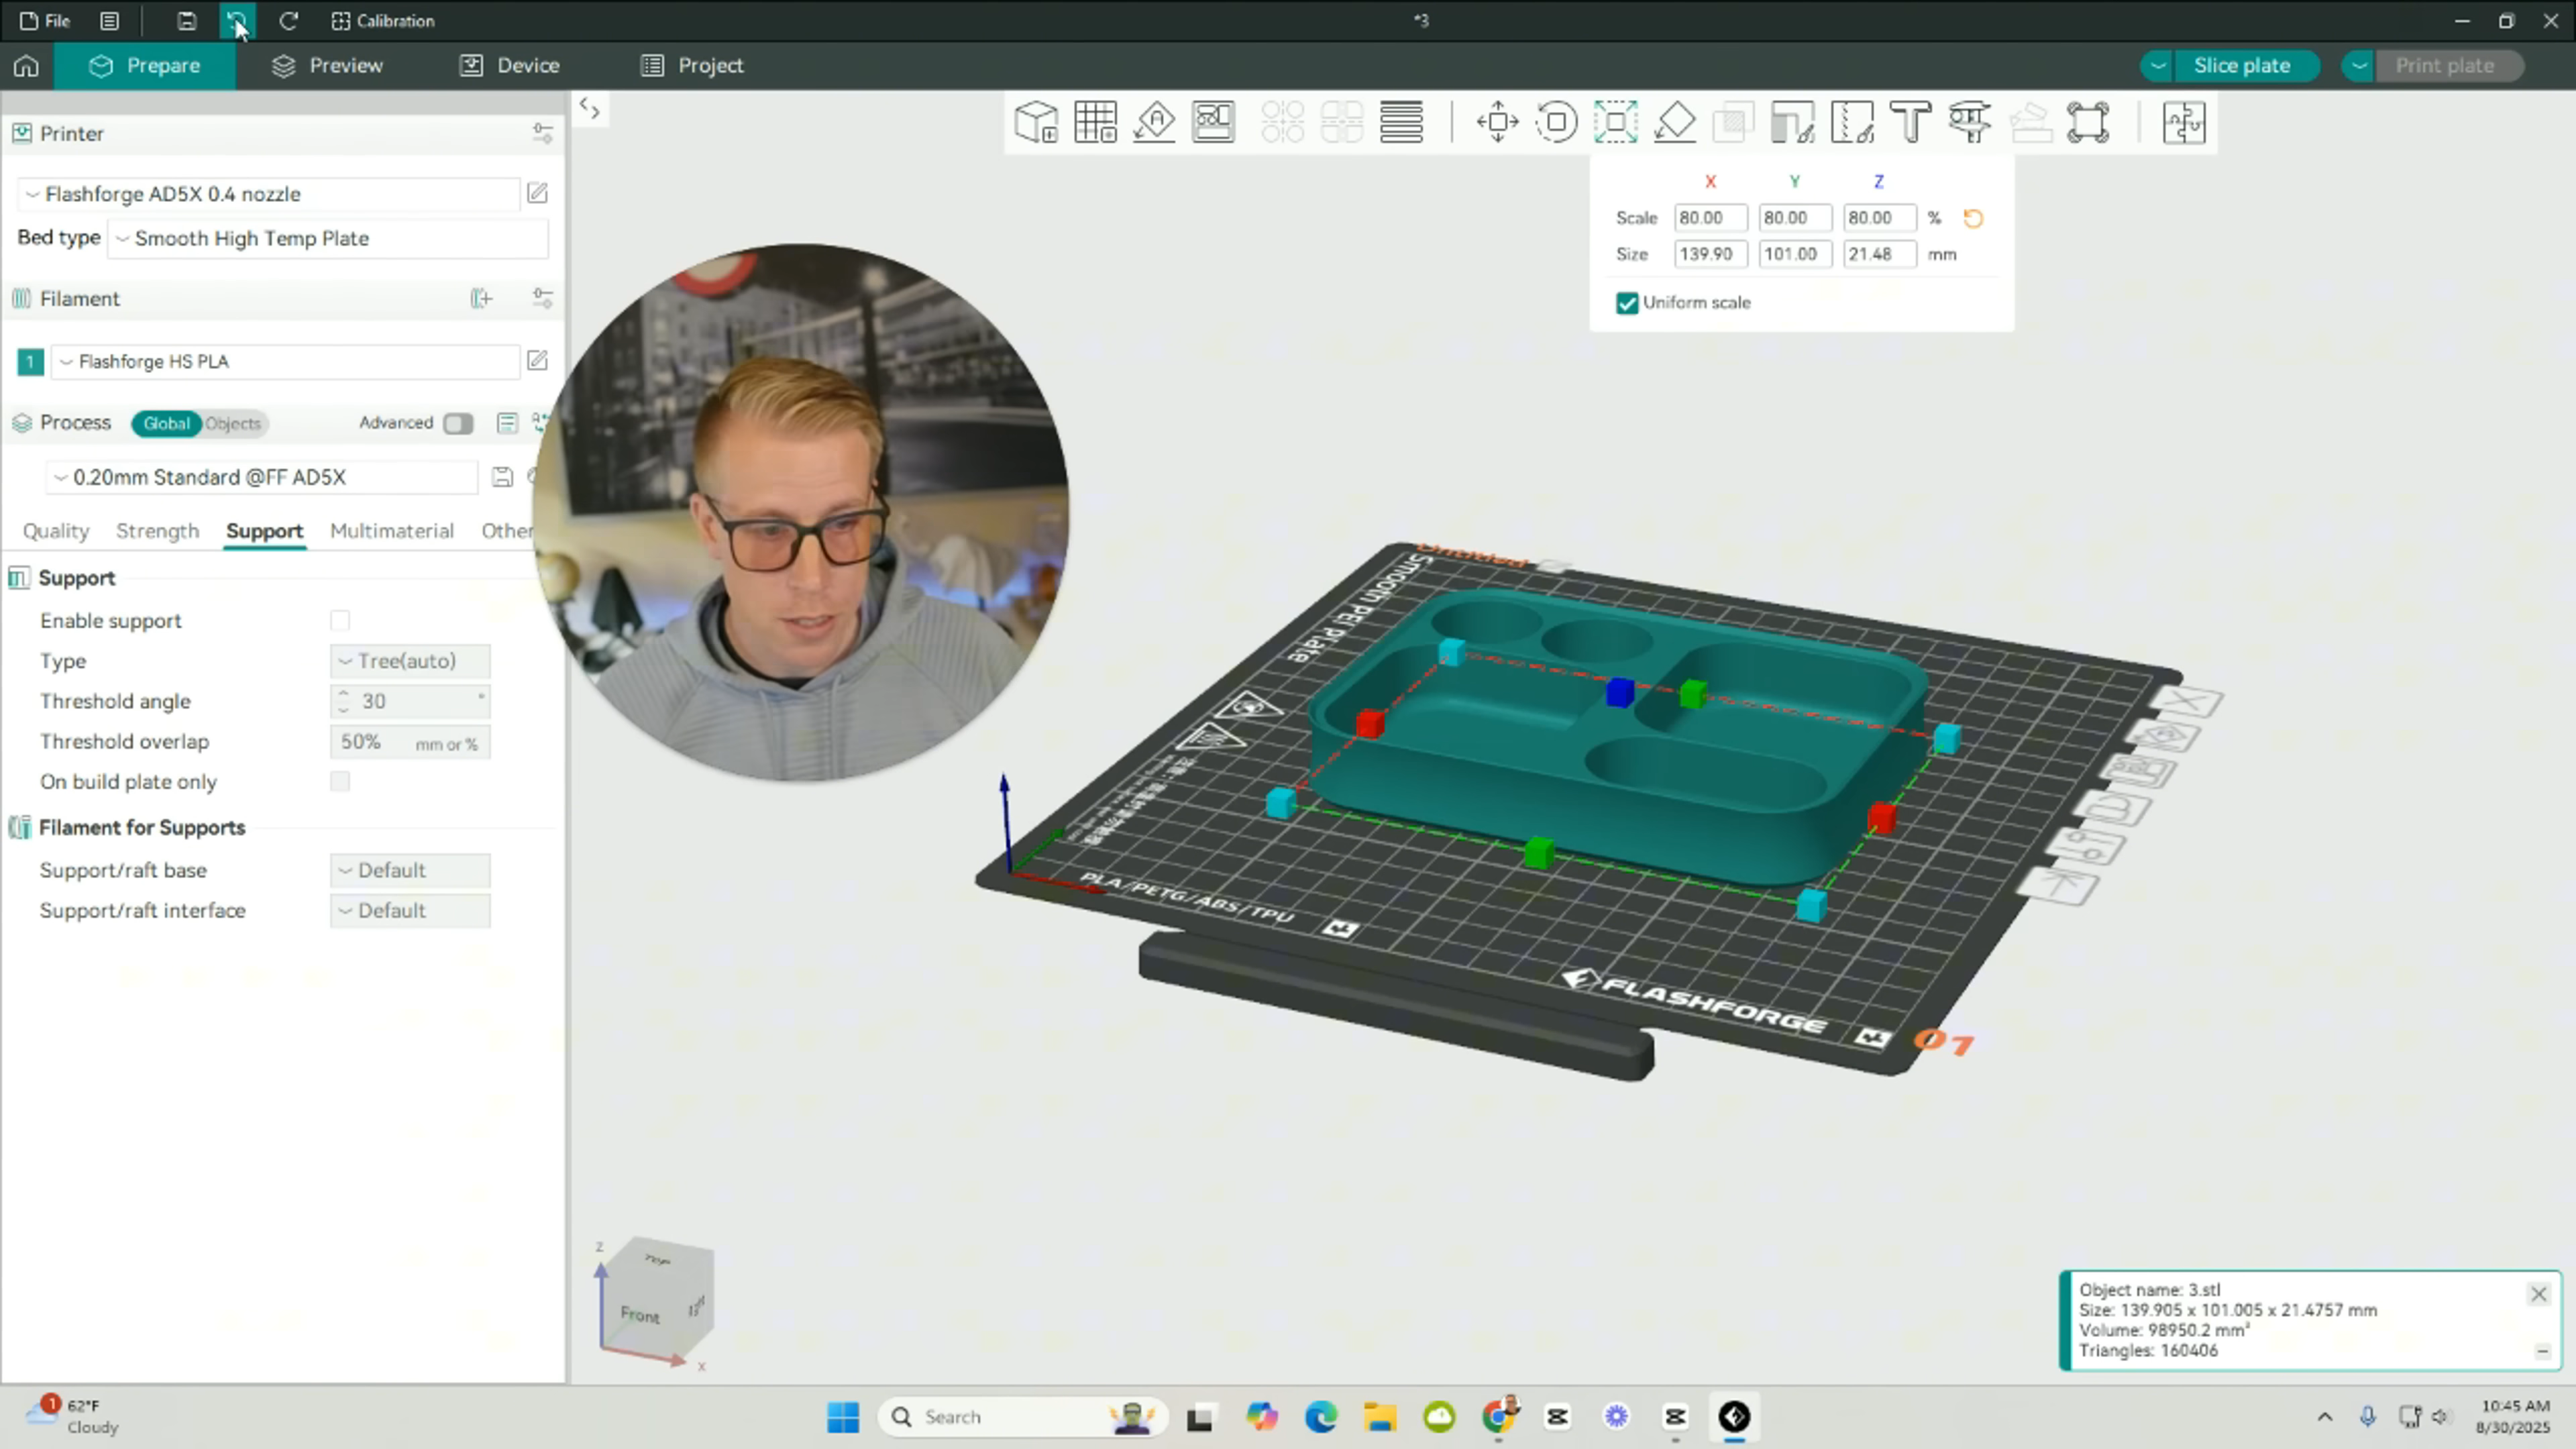 File
Calibration
*3
Prepare
Preview
Device
Project
Slice plate
Print plate
Printer
Flashforge AD5X 0.4 nozzle
Bed type
Smooth High Temp Plate
Filament
1
Flashforge HS PLA
Process
Global
Objects
Advanced
0.20mm Standard @FF AD5X
Quality
Strength
Support
Multimaterial
Other
Support
Enable support
Type
Tree(auto)
Threshold angle
30
°
Threshold overlap
50%
mm or %
On build plate only
Filament for Supports
Support/raft base
Default
Support/raft interface
Default
X Y Z
Scale 80.00 80.00 80.00 %
Size 139.90 101.00 21.48 mm
Uniform scale
Untitled
Smooth PEI Plate
PLA/PETG/ABS/TPU
FLASHFORGE
01
Z
Front
X
Object name: 3.stl
Size: 139.905 x 101.005 x 21.4757 mm
Volume: 98950.2 mm³
Triangles: 160406
1
62°F
Cloudy
Search
10:45 AM
8/30/2025